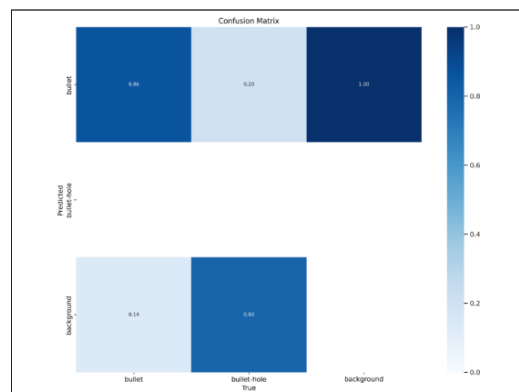 Confusion Matrix
1.0
bullet
0.86
0.20
1.00
0.8
0.6
Predicted
bullet-hole
0.4
background
0.14
0.80
0.2
0.0
bullet
bullet-hole
background
True